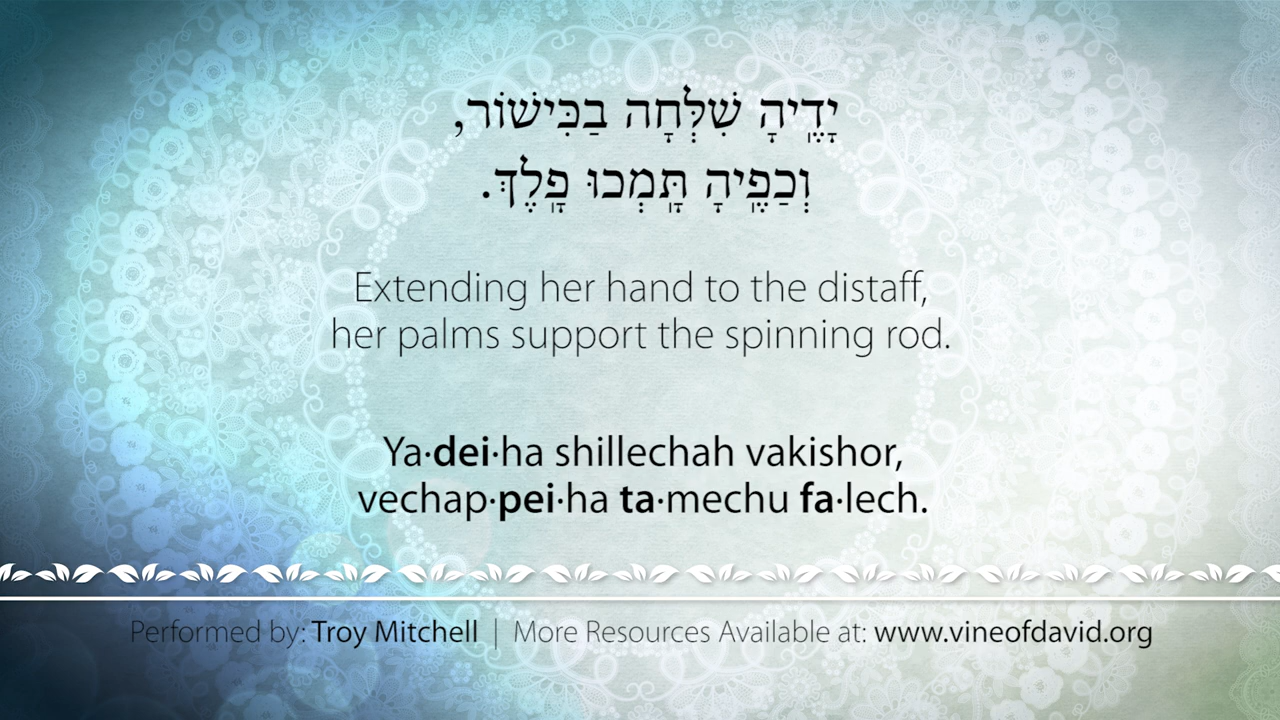 יָדֶֽיהָ שִׁלְּחָה בַכִּישׁוֹר,
וְכַפֶּֽיהָ תָּֽמְכוּ פָֽלֶךְ.
Extending her hand to the distaff,
her palms support the spinning rod.
Ya·dei·ha shillechah vakishor,
vechap·pei·ha ta·mechu fa·lech.
Performed by: Troy Mitchell | More Resources Available at: www.vineofdavid.org